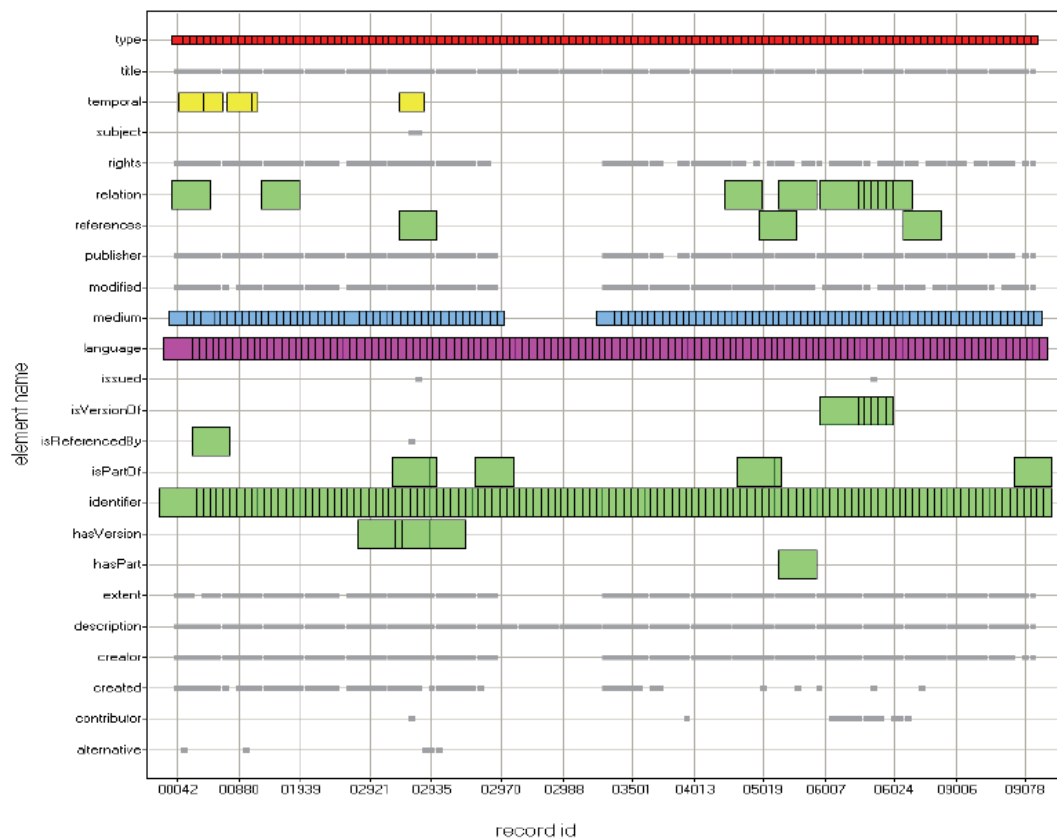 type
title
temporal
subject
rights
relation
references
publisher
modified
medium
language
issued
isVersionOf
isReferencedBy
isPartOf
identifier
hasVersion
hasPart
extent
description
creator
created
contributor
alternative
element name
00042 00880 01939 02921 02935 02970 02988 03501 04013 05019 06007 06024 09006 09078
record id